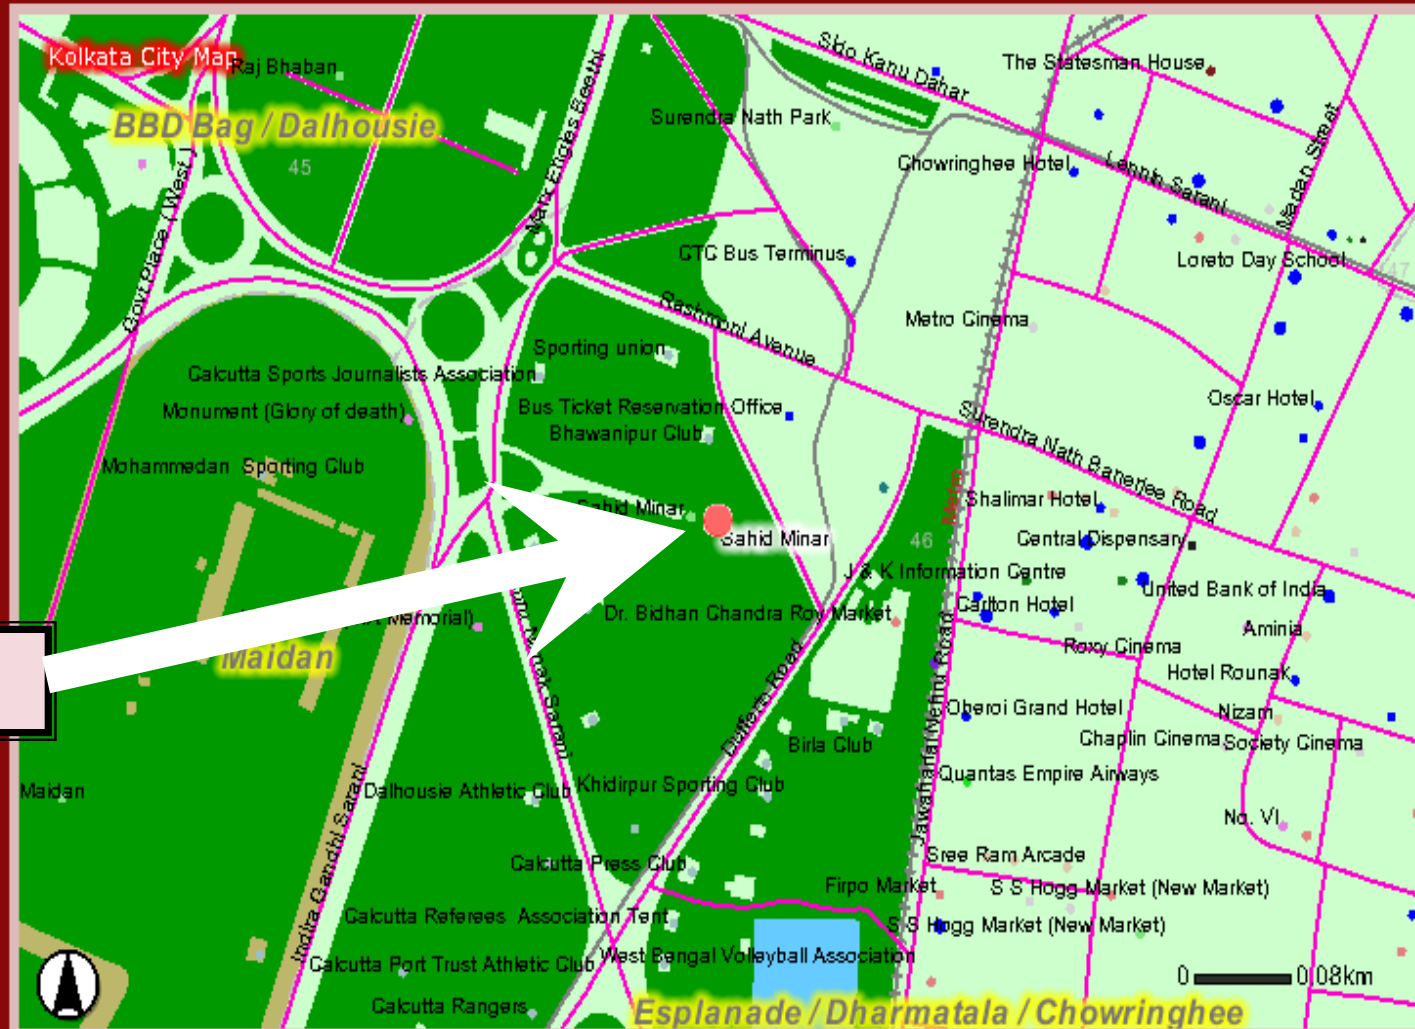 Kolkata City Map
Raj Bhaban
Sido Kanu Dahar
The Statesman House
BBD Bag / Dalhousie
45
Surendra Nath Park
Marx Engles Beethi
Madan Street
Chowringhee Hotel
Lennin Sarani
Govt Place (West)
CTC Bus Terminus
Loreto Day School
47
Rashmoni Avenue
Metro Cinema
Sporting union
Calcutta Sports Journalists Association
Monument (Glory of death)
Bus Ticket Reservation Office
Oscar Hotel
Bhawanipur Club
Surendra Nath Banerjee Road
Mohammedan Sporting Club
Metro
Shalimar Hotel
Sahid Minar
Sahid Minar
46
Central Dispensary
J & K Information Centre
United Bank of India
Carlton Hotel
Dr. Bidhan Chandra Roy Market
Memorial)
Aminia
Roxy Cinema
Maidan
Hotel Rounak
Nak Sarani
Dufferin Road
Jawaharlal Nehru Road
Oberoi Grand Hotel
Nizam
Birla Club
Chaplin Cinema
Society Cinema
Quantas Empire Airways
Maidan
Dalhousie Athletic Club
Khidirpur Sporting Club
No. VI
Indira Gandhi Sarani
Calcutta Press Club
Sree Ram Arcade
Firpo Market
S S Hogg Market (New Market)
Calcutta Referees Association Tent
S S Hogg Market (New Market)
West Bengal Volleyball Association
Calcutta Port Trust Athletic Club
0
0.08km
Calcutta Rangers
Esplanade / Dharmatala / Chowringhee